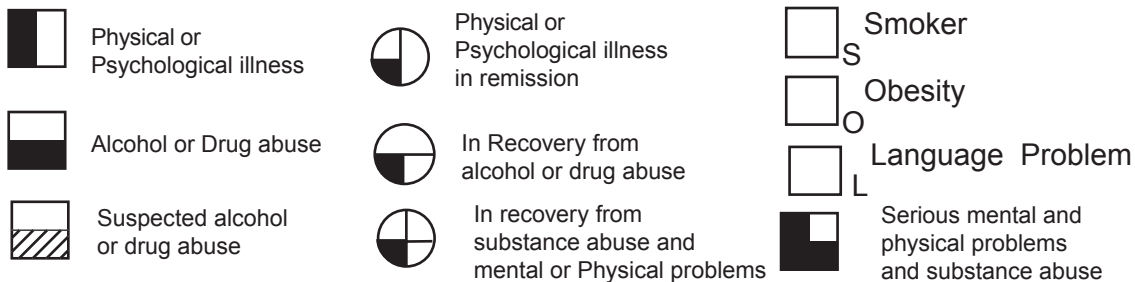 Physical or
Psychological illness
Alcohol or Drug abuse
Suspected alcohol
or drug abuse
Physical or
Psychological illness
in remission
In Recovery from
alcohol or drug abuse
In recovery from
substance abuse and
mental or Physical problems
Smoker
S
Obesity
O
Language Problem
L
Serious mental and
physical problems
and substance abuse